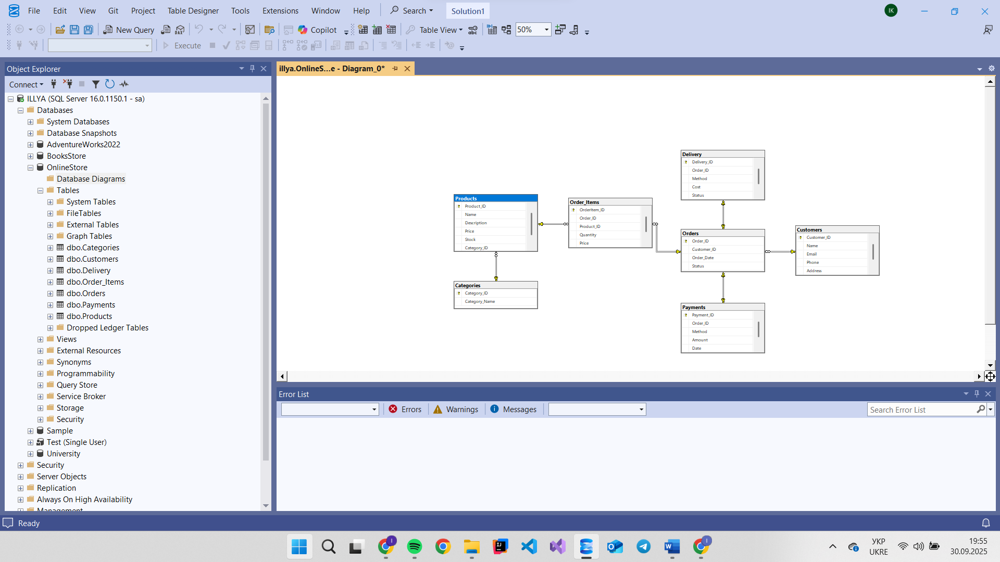 File Edit View Git Project Table Designer Tools Extensions Window Help Search Solution1 IK
New Query DAX Copilot Table View abc 50%
Execute
Object Explorer
Connect
ILLYA (SQL Server 16.0.1150.1 - sa)
Databases
System Databases
Database Snapshots
AdventureWorks2022
BooksStore
OnlineStore
Database Diagrams
Tables
System Tables
FileTables
External Tables
Graph Tables
dbo.Categories
dbo.Customers
dbo.Delivery
dbo.Order_Items
dbo.Orders
dbo.Payments
dbo.Products
Dropped Ledger Tables
Views
External Resources
Synonyms
Programmability
Query Store
Service Broker
Storage
Security
Sample
Test (Single User)
University
Security
Server Objects
Replication
Always On High Availability
Management
illya.OnlineS...e - Diagram_0*
Products
Product_ID
Name
Description
Price
Stock
Category_ID
Categories
Category_ID
Category_Name
Order_Items
OrderItem_ID
Order_ID
Product_ID
Quantity
Price
Delivery
Delivery_ID
Order_ID
Method
Cost
Status
Orders
Order_ID
Customer_ID
Order_Date
Status
Payments
Payment_ID
Order_ID
Method
Amount
Date
Customers
Customer_ID
Name
Email
Phone
Address
Error List
Errors Warnings Messages Search Error List
Ready
УКР
UKRE
19:55
30.09.2025